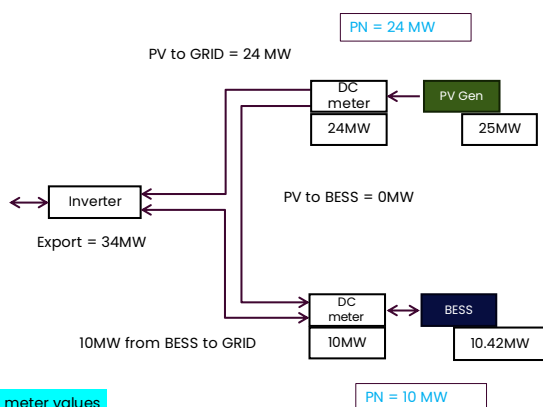 PN = 24 MW
PV to GRID = 24 MW
DC
meter
PV Gen
24MW
25MW
Inverter
PV to BESS = 0MW
Export = 34MW
DC
meter
BESS
10MW from BESS to GRID
10MW
10.42MW
PN = 10 MW
meter values